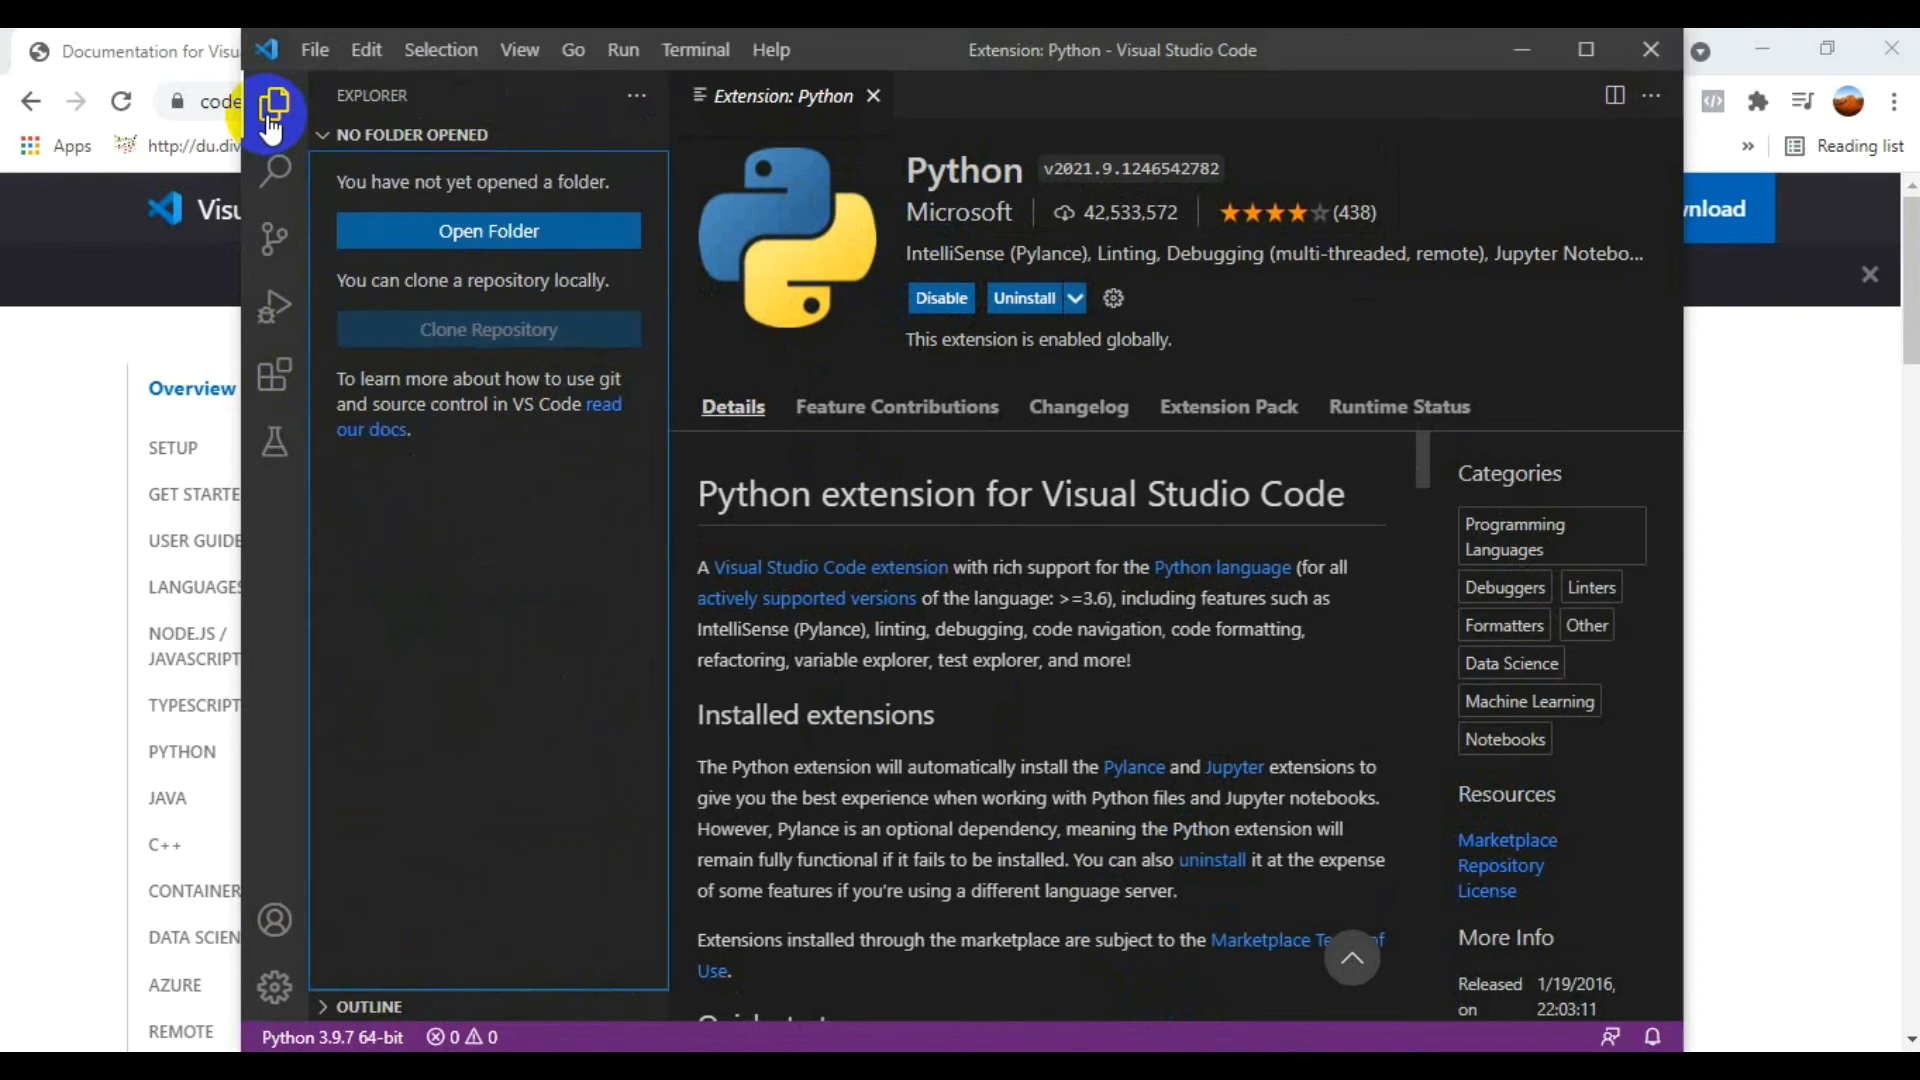 Documentation for Visu
File Edit Selection View Go Run Terminal Help
Extension: Python - Visual Studio Code
code
Apps
http://du.div
Reading list
Visu
nload
Overview
SETUP
GET STARTE
USER GUIDE
LANGUAGES
NODE.JS /
JAVASCRIPT
TYPESCRIPT
PYTHON
JAVA
C++
CONTAINER
DATA SCIEN
AZURE
REMOTE
EXPLORER
NO FOLDER OPENED
You have not yet opened a folder.
Open Folder
You can clone a repository locally.
Clone Repository
To learn more about how to use git
and source control in VS Code read
our docs.
OUTLINE
Extension: Python
Python v2021.9.1246542782
Microsoft 42,533,572 (438)
IntelliSense (Pylance), Linting, Debugging (multi-threaded, remote), Jupyter Notebo...
Disable Uninstall
This extension is enabled globally.
Details Feature Contributions Changelog Extension Pack Runtime Status
Python extension for Visual Studio Code
A Visual Studio Code extension with rich support for the Python language (for all
actively supported versions of the language: >=3.6), including features such as
IntelliSense (Pylance), linting, debugging, code navigation, code formatting,
refactoring, variable explorer, test explorer, and more!
Installed extensions
The Python extension will automatically install the Pylance and Jupyter extensions to
give you the best experience when working with Python files and Jupyter notebooks.
However, Pylance is an optional dependency, meaning the Python extension will
remain fully functional if it fails to be installed. You can also uninstall it at the expense
of some features if you're using a different language server.
Extensions installed through the marketplace are subject to the Marketplace Te of
Use.
Categories
Programming
Languages
Debuggers Linters
Formatters Other
Data Science
Machine Learning
Notebooks
Resources
Marketplace
Repository
License
More Info
Released 1/19/2016,
on 22:03:11
Python 3.9.7 64-bit 0 0